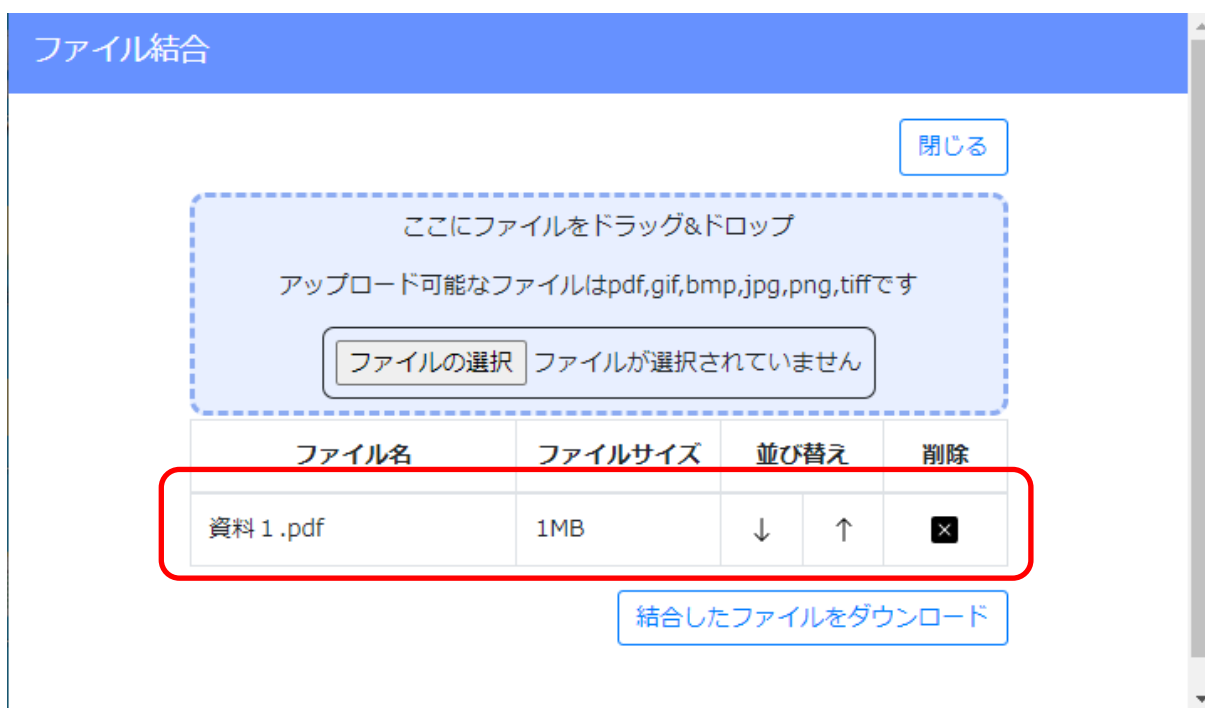 ファイル結合
閉じる
ここにファイルをドラッグ&ドロップ
アップロード可能なファイルはpdf,gif,bmp,jpg,png,tiffです
ファイルの選択 ファイルが選択されていません
ファイル名 ファイルサイズ 並び替え 削除
資料１.pdf 1MB ↓ ↑ ×
結合したファイルをダウンロード